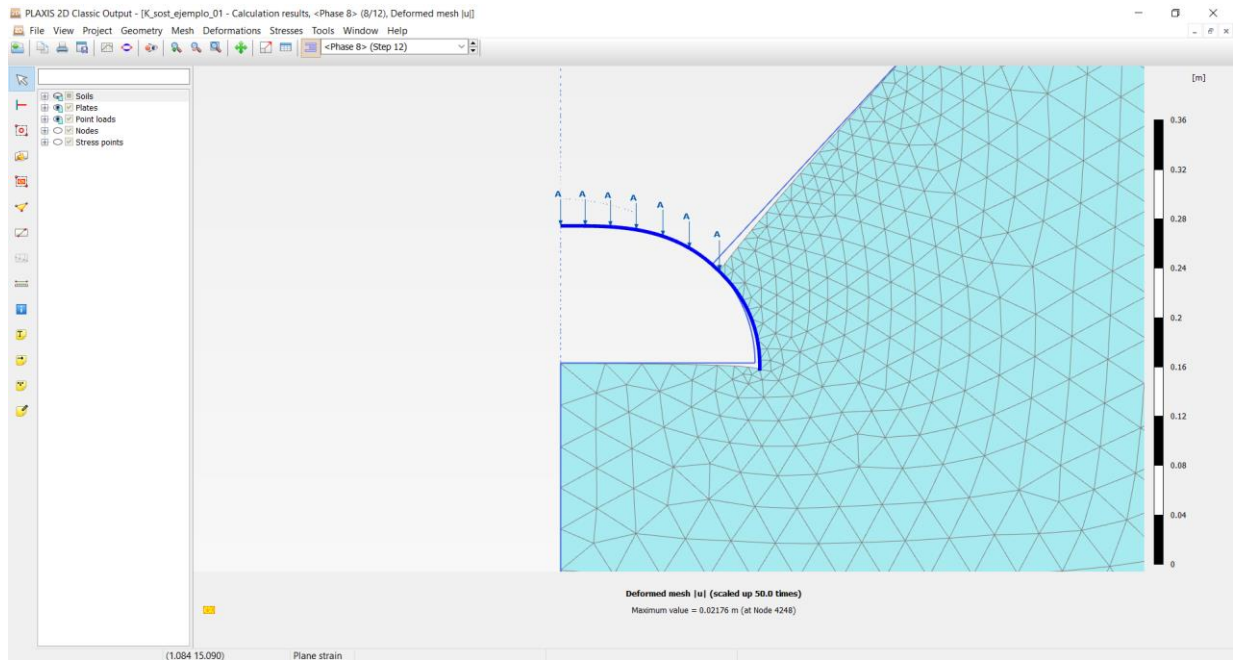 PLAXIS 2D Classic Output - [K_sost_ejemplo_01 - Calculation results, <Phase 8> (8/12), Deformed mesh |u|]
File View Project Geometry Mesh Deformations Stresses Tools Window Help
<Phase 8> (Step 12)
Soils
Plates
Point loads
Nodes
Stress points
[m]
0.36
0.32
A A A A A A A
0.28
0.24
0.2
0.16
0.12
0.08
0.04
0
Deformed mesh |u| (scaled up 50.0 times)
Maximum value = 0.02176 m (at Node 4248)
(1.084 15.090) Plane strain